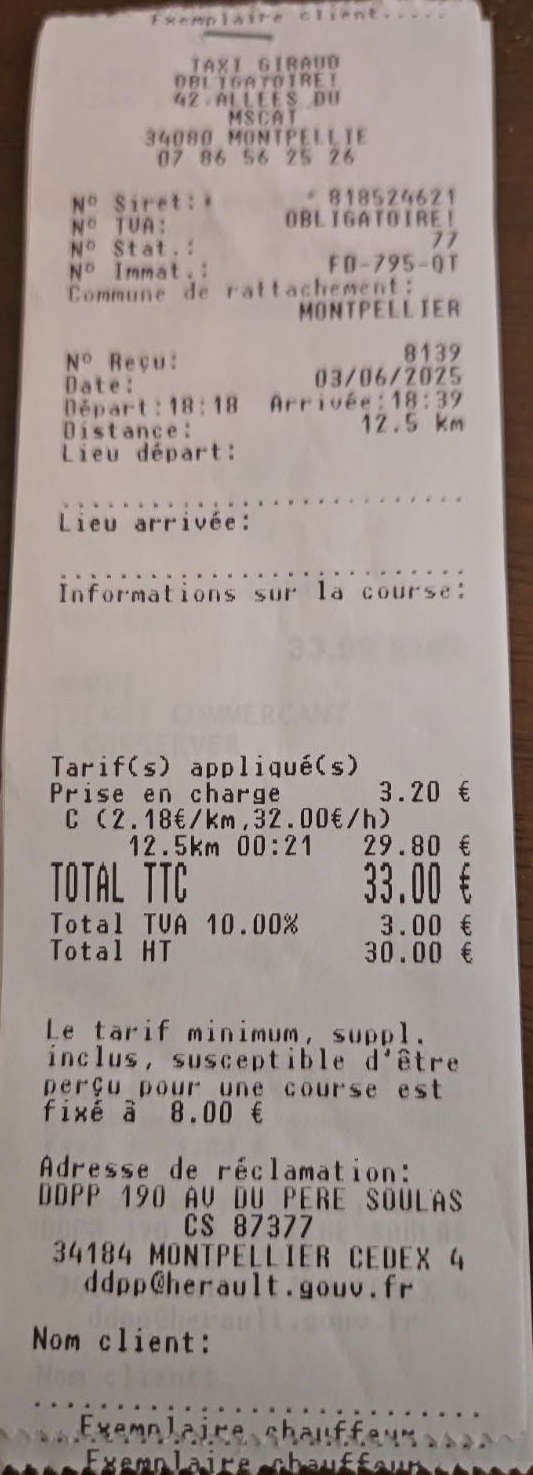 Exemplaire client.....
TAXI GIRAUD
OBLIGATOIRE!
42 ALLEES DU
MSCAT
34080 MONTPELLIE
07 86 56 25 26
N° Siret: 818524621
N° TVA: OBLIGATOIRE!
N° Stat.: 77
N° Immat.: FD-795-QT
Commune de rattachement:
MONTPELLIER
N° Reçu: 8139
Date: 03/06/2025
Départ:18:18 Arrivée:18:39
Distance: 12.5 km
Lieu départ:
Lieu arrivée:
Informations sur la course:
Tarif(s) appliqué(s)
Prise en charge 3.20 €
C (2.18€/km,32.00€/h)
12.5km 00:21 29.80 €
TOTAL TTC 33.00 €
Total TVA 10.00% 3.00 €
Total HT 30.00 €
Le tarif minimum, suppl.
inclus, susceptible d'être
perçu pour une course est
fixé à 8.00 €
Adresse de réclamation:
DDPP 190 AV DU PERE SOULAS
CS 87377
34184 MONTPELLIER CEDEX 4
ddpp@herault.gouv.fr
Nom client:
Exemplaire chauffeur
Exemplaire chauffeur